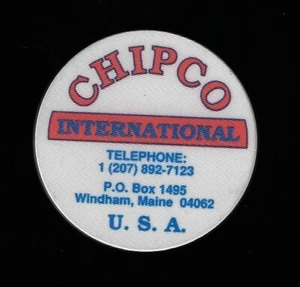 CHIPCO
INTERNATIONAL
TELEPHONE:
1 (207) 892-7123
P.O. Box 1495
Windham, Maine 04062
U. S. A.